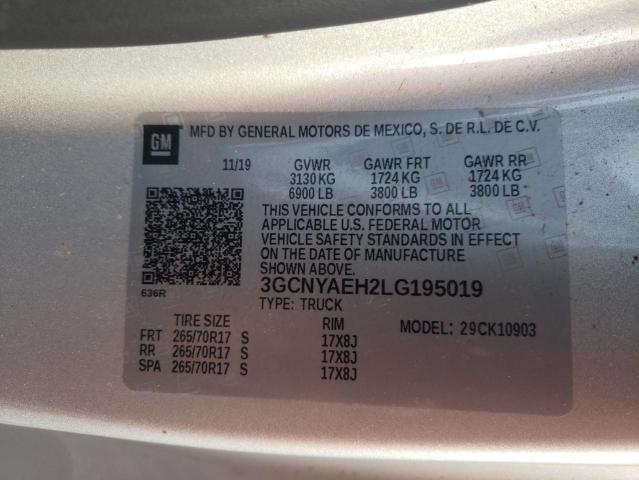 GM MFD BY GENERAL MOTORS DE MEXICO, S. DE R.L. DE C.V.
11/19 GVWR GAWR FRT GAWR RR
3130 KG 1724 KG 1724 KG
6900 LB 3800 LB 3800 LB
THIS VEHICLE CONFORMS TO ALL
APPLICABLE U.S. FEDERAL MOTOR
VEHICLE SAFETY STANDARDS IN EFFECT
ON THE DATE OF MANUFACTURE
SHOWN ABOVE.
636R 3GCNYAEH2LG195019
TYPE: TRUCK
TIRE SIZE RIM MODEL: 29CK10903
FRT 265/70R17 S 17X8J
RR 265/70R17 S 17X8J
SPA 265/70R17 S 17X8J